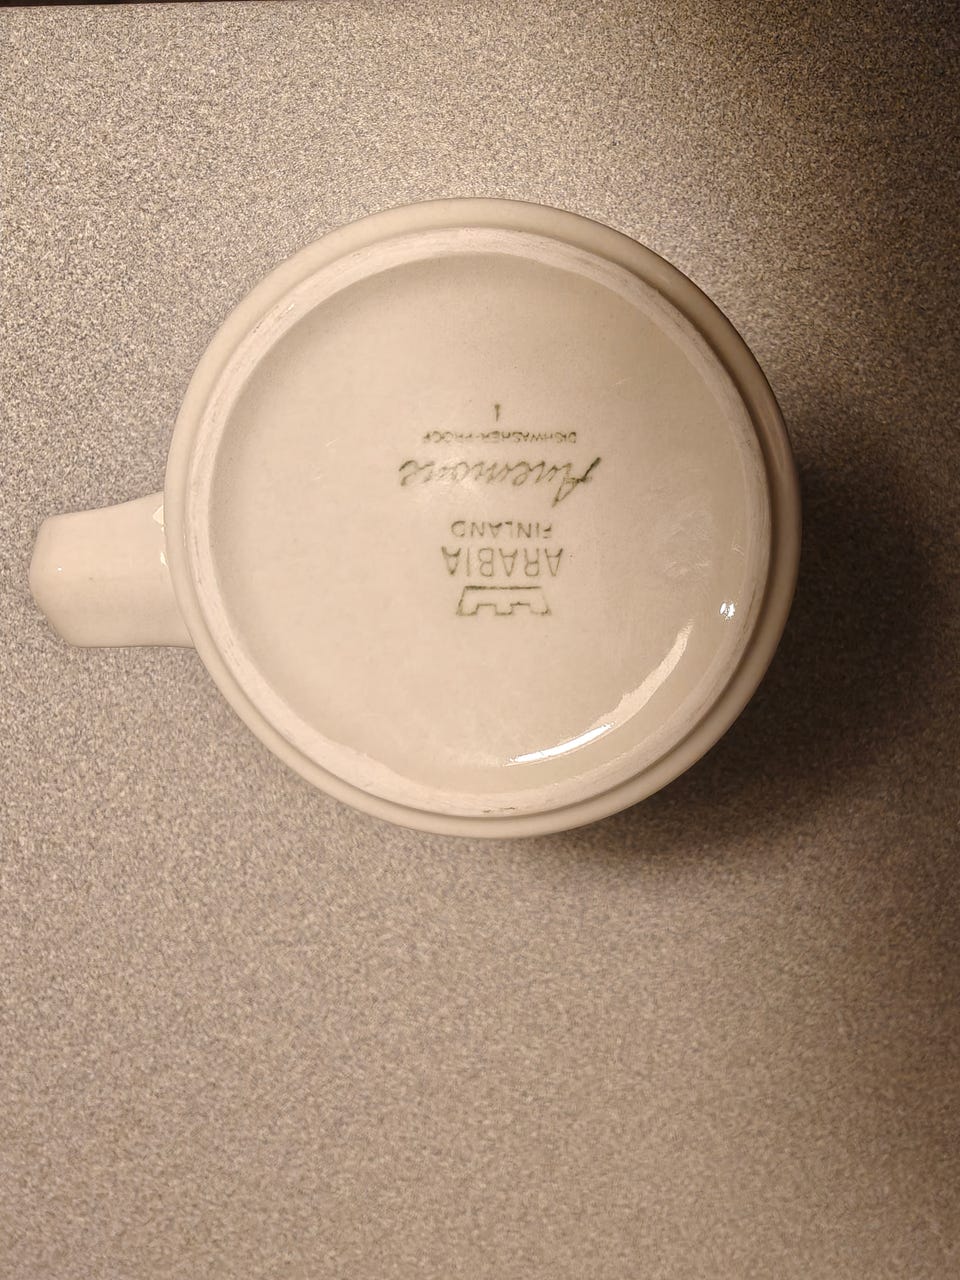 ARABIA
FINLAND
Anemone
DISHWASHER-PROOF
1